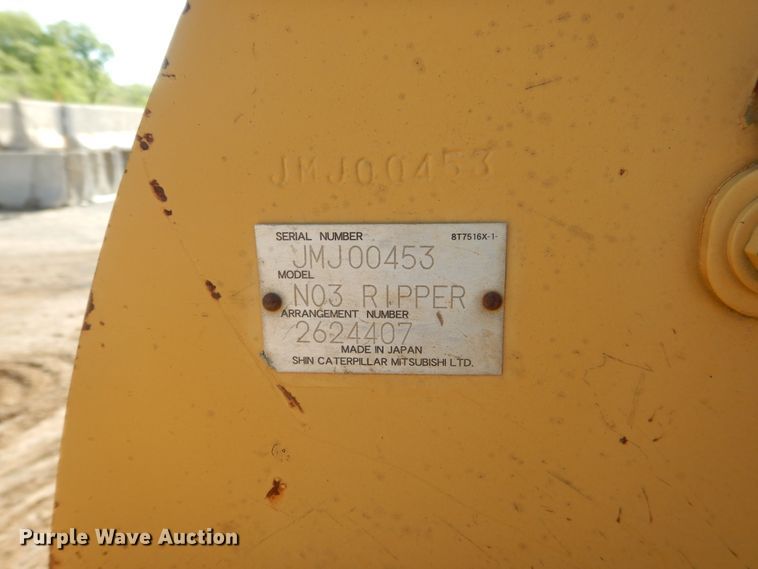 JMJ00453
SERIAL NUMBER 8T7516X-1-
JMJ00453
MODEL
NO3 RIPPER
ARRANGEMENT NUMBER
2624407
MADE IN JAPAN
SHIN CATERPILLAR MITSUBISHI LTD.
Purple Wave Auction